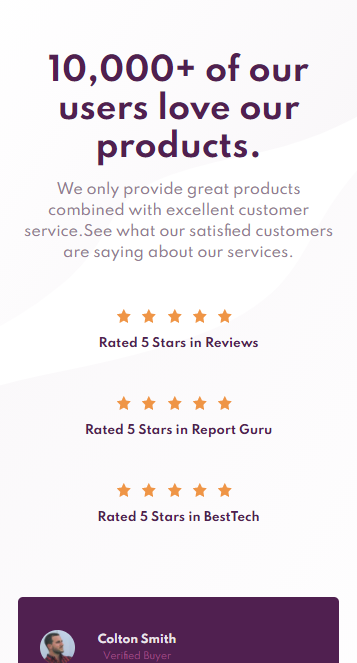 10,000+ of our
users love our
products.
We only provide great products
combined with excellent customer
service.See what our satisfied customers
are saying about our services.
Rated 5 Stars in Reviews
Rated 5 Stars in Report Guru
Rated 5 Stars in BestTech
Colton Smith
Verified Buyer